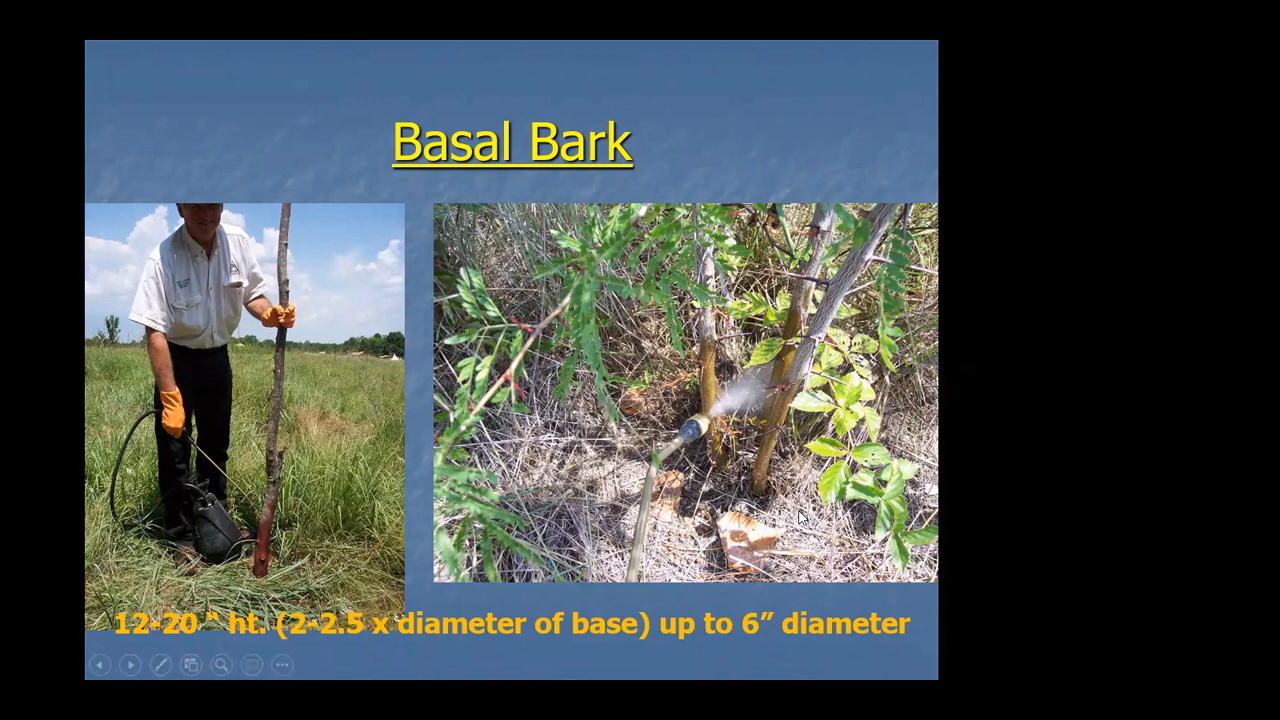 Basal Bark
12-20 “ ht. (2-2.5 x diameter of base) up to 6” diameter